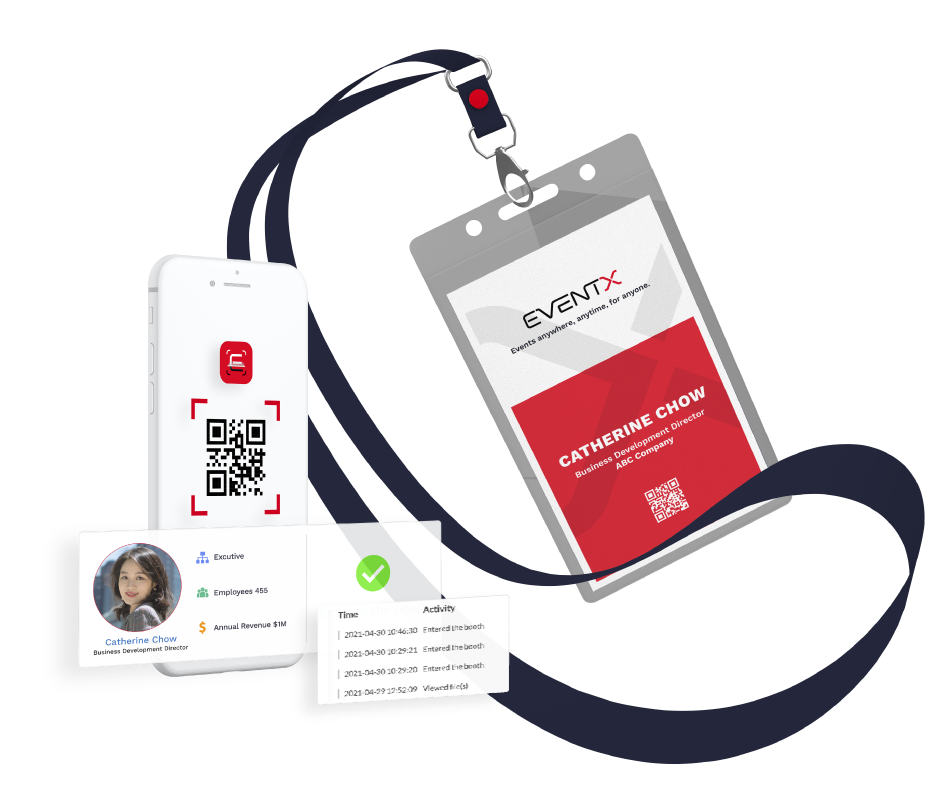 EVENTX
Events anywhere, anytime, for anyone.
CATHERINE CHOW
Business Development Director
ABC Company
Excutive
Employees 455
Annual Revenue $1M
Catherine Chow
Business Development Director
Time Activity
2021-04-30 10:46:30 Entered the booth
2021-04-30 10:29:21 Entered the booth
2021-04-30 10:29:20 Entered the booth
2021-04-29 12:52:09 Viewed file(s)